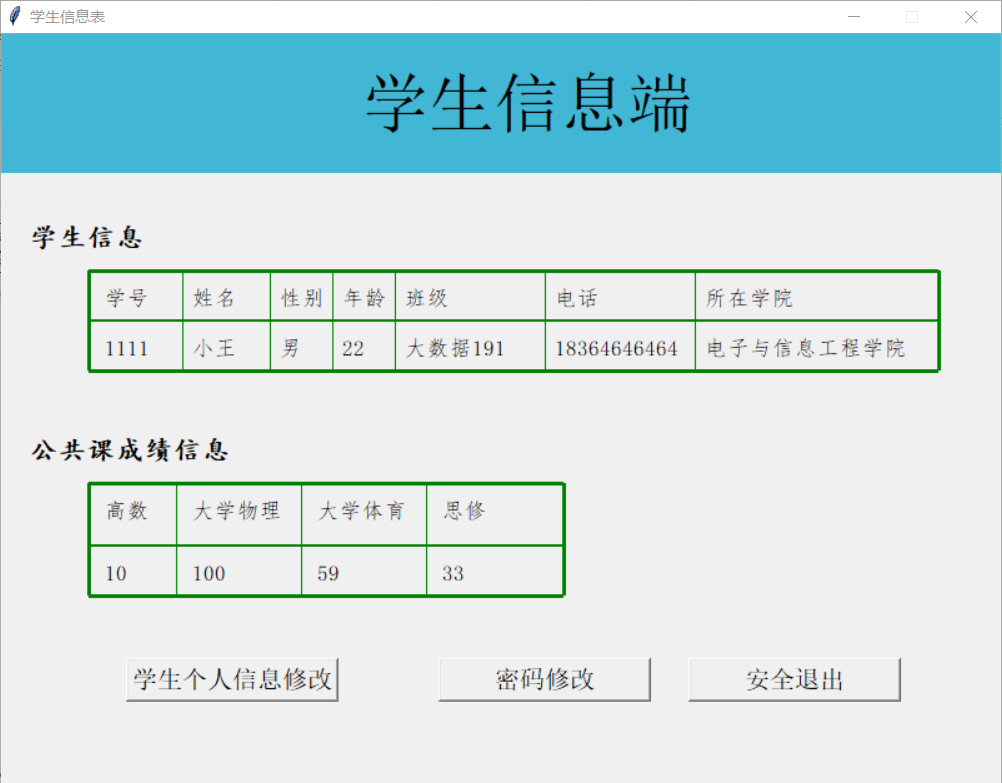 学生信息表
学生信息端
学生信息
学号 姓名 性别 年龄 班级 电话 所在学院
1111 小王 男 22 大数据191 18364646464 电子与信息工程学院
公共课成绩信息
高数 大学物理 大学体育 思修
10 100 59 33
学生个人信息修改 密码修改 安全退出